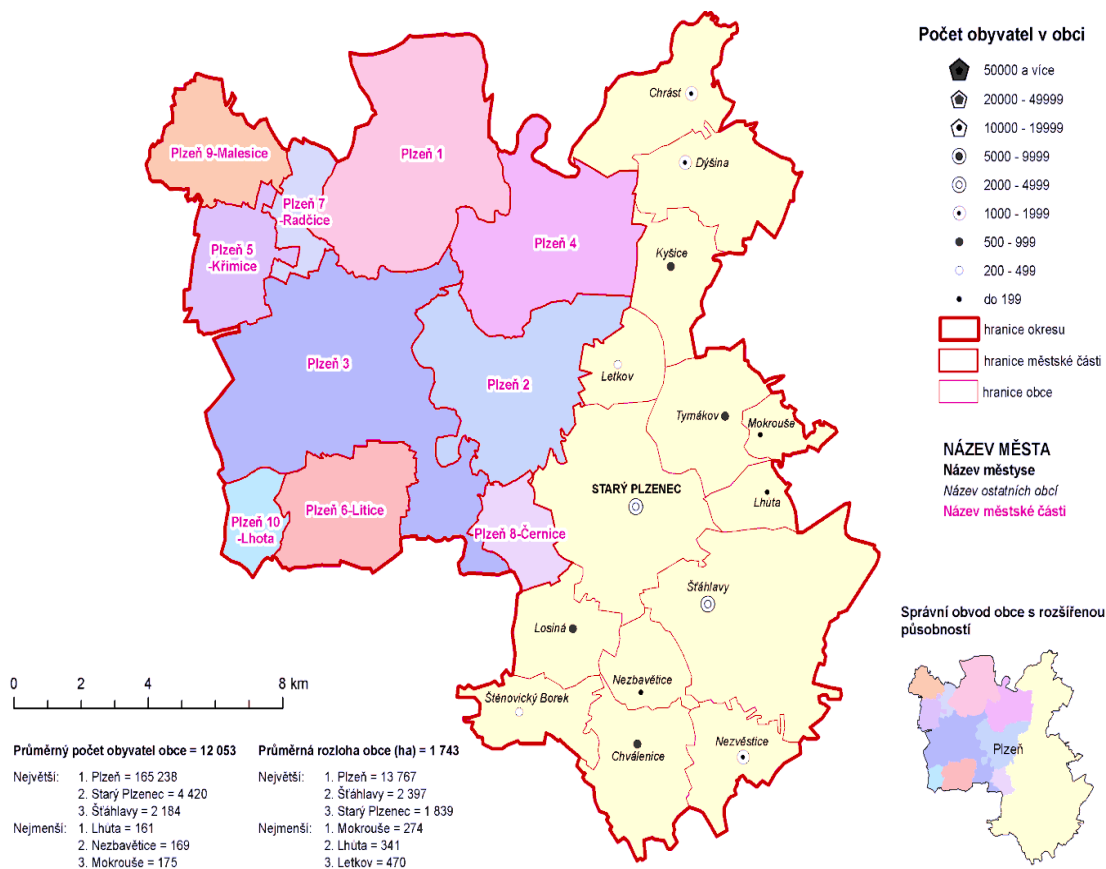 Počet obyvatel v obci
50000 a více
20000 - 49999
10000 - 19999
5000 - 9999
2000 - 4999
1000 - 1999
500 - 999
200 - 499
do 199
hranice okresu
hranice městské části
hranice obce
NÁZEV MĚSTA
Název městyse
Název ostatních obcí
Název městské části
Chrást
Dýšina
Plzeň 9-Malesice
Plzeň 1
Plzeň 7
-Radčice
Plzeň 4
Plzeň 5
-Křimice
Kyšice
Plzeň 3
Plzeň 2
Letkov
Tymákov
Mokrouše
STARÝ PLZENEC
Lhůta
Plzeň 6-Litice
Plzeň 10
-Lhota
Plzeň 8-Černice
Šťáhlavy
Losiná
Nezbavětice
Štěnovický Borek
Chválenice
Nezvěstice
Správní obvod obce s rozšířenou
působností
Plzeň
0 2 4 8 km
Průměrný počet obyvatel obce = 12 053
Největší: 1. Plzeň = 165 238
2. Starý Plzenec = 4 420
3. Šťáhlavy = 2 184
Nejmenší: 1. Lhůta = 161
2. Nezbavětice = 169
3. Mokrouše = 175
Průměrná rozloha obce (ha) = 1 743
Největší: 1. Plzeň = 13 767
2. Šťáhlavy = 2 397
3. Starý Plzenec = 1 839
Nejmenší: 1. Mokrouše = 274
2. Lhůta = 341
3. Letkov = 470